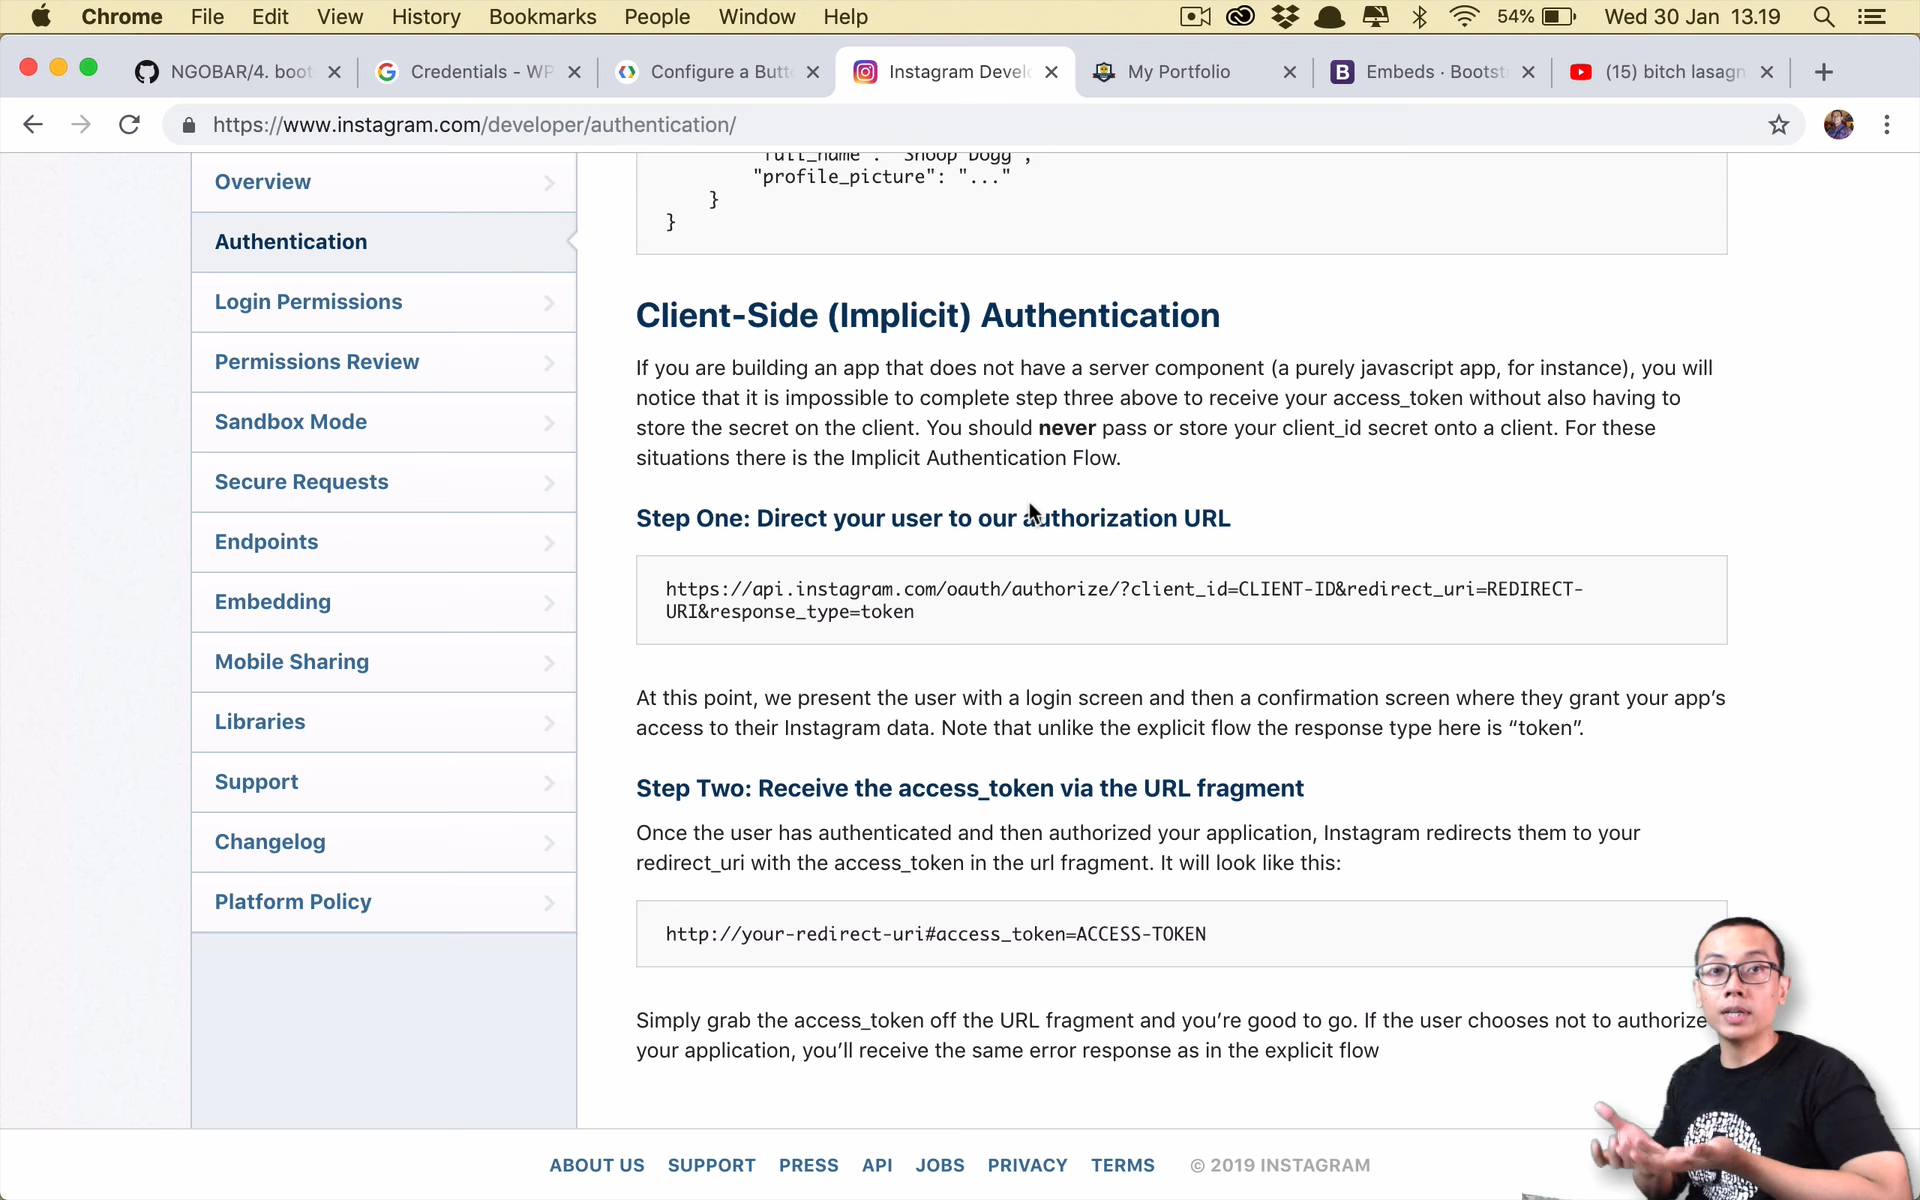 Chrome File Edit View History Bookmarks People Window Help 54% Wed 30 Jan 13.19
NGOBAR/4. boot Credentials - WP Configure a Butt Instagram Devel My Portfolio Embeds · Bootst (15) bitch lasagn
https://www.instagram.com/developer/authentication/
Overview
Authentication
Login Permissions
Permissions Review
Sandbox Mode
Secure Requests
Endpoints
Embedding
Mobile Sharing
Libraries
Support
Changelog
Platform Policy
"full_name": "Snoop Dogg",
"profile_picture": "..."
}
}
Client-Side (Implicit) Authentication
If you are building an app that does not have a server component (a purely javascript app, for instance), you will
notice that it is impossible to complete step three above to receive your access_token without also having to
store the secret on the client. You should never pass or store your client_id secret onto a client. For these
situations there is the Implicit Authentication Flow.
Step One: Direct your user to our authorization URL
https://api.instagram.com/oauth/authorize/?client_id=CLIENT-ID&redirect_uri=REDIRECT-
URI&response_type=token
At this point, we present the user with a login screen and then a confirmation screen where they grant your app’s
access to their Instagram data. Note that unlike the explicit flow the response type here is “token”.
Step Two: Receive the access_token via the URL fragment
Once the user has authenticated and then authorized your application, Instagram redirects them to your
redirect_uri with the access_token in the url fragment. It will look like this:
http://your-redirect-uri#access_token=ACCESS-TOKEN
Simply grab the access_token off the URL fragment and you’re good to go. If the user chooses not to authorize
your application, you’ll receive the same error response as in the explicit flow
ABOUT US SUPPORT PRESS API JOBS PRIVACY TERMS © 2019 INSTAGRAM